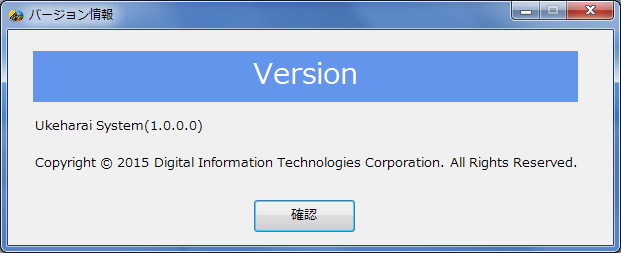 バージョン情報
Version
Ukeharai System(1.0.0.0)
Copyright © 2015 Digital Information Technologies Corporation. All Rights Reserved.
確認